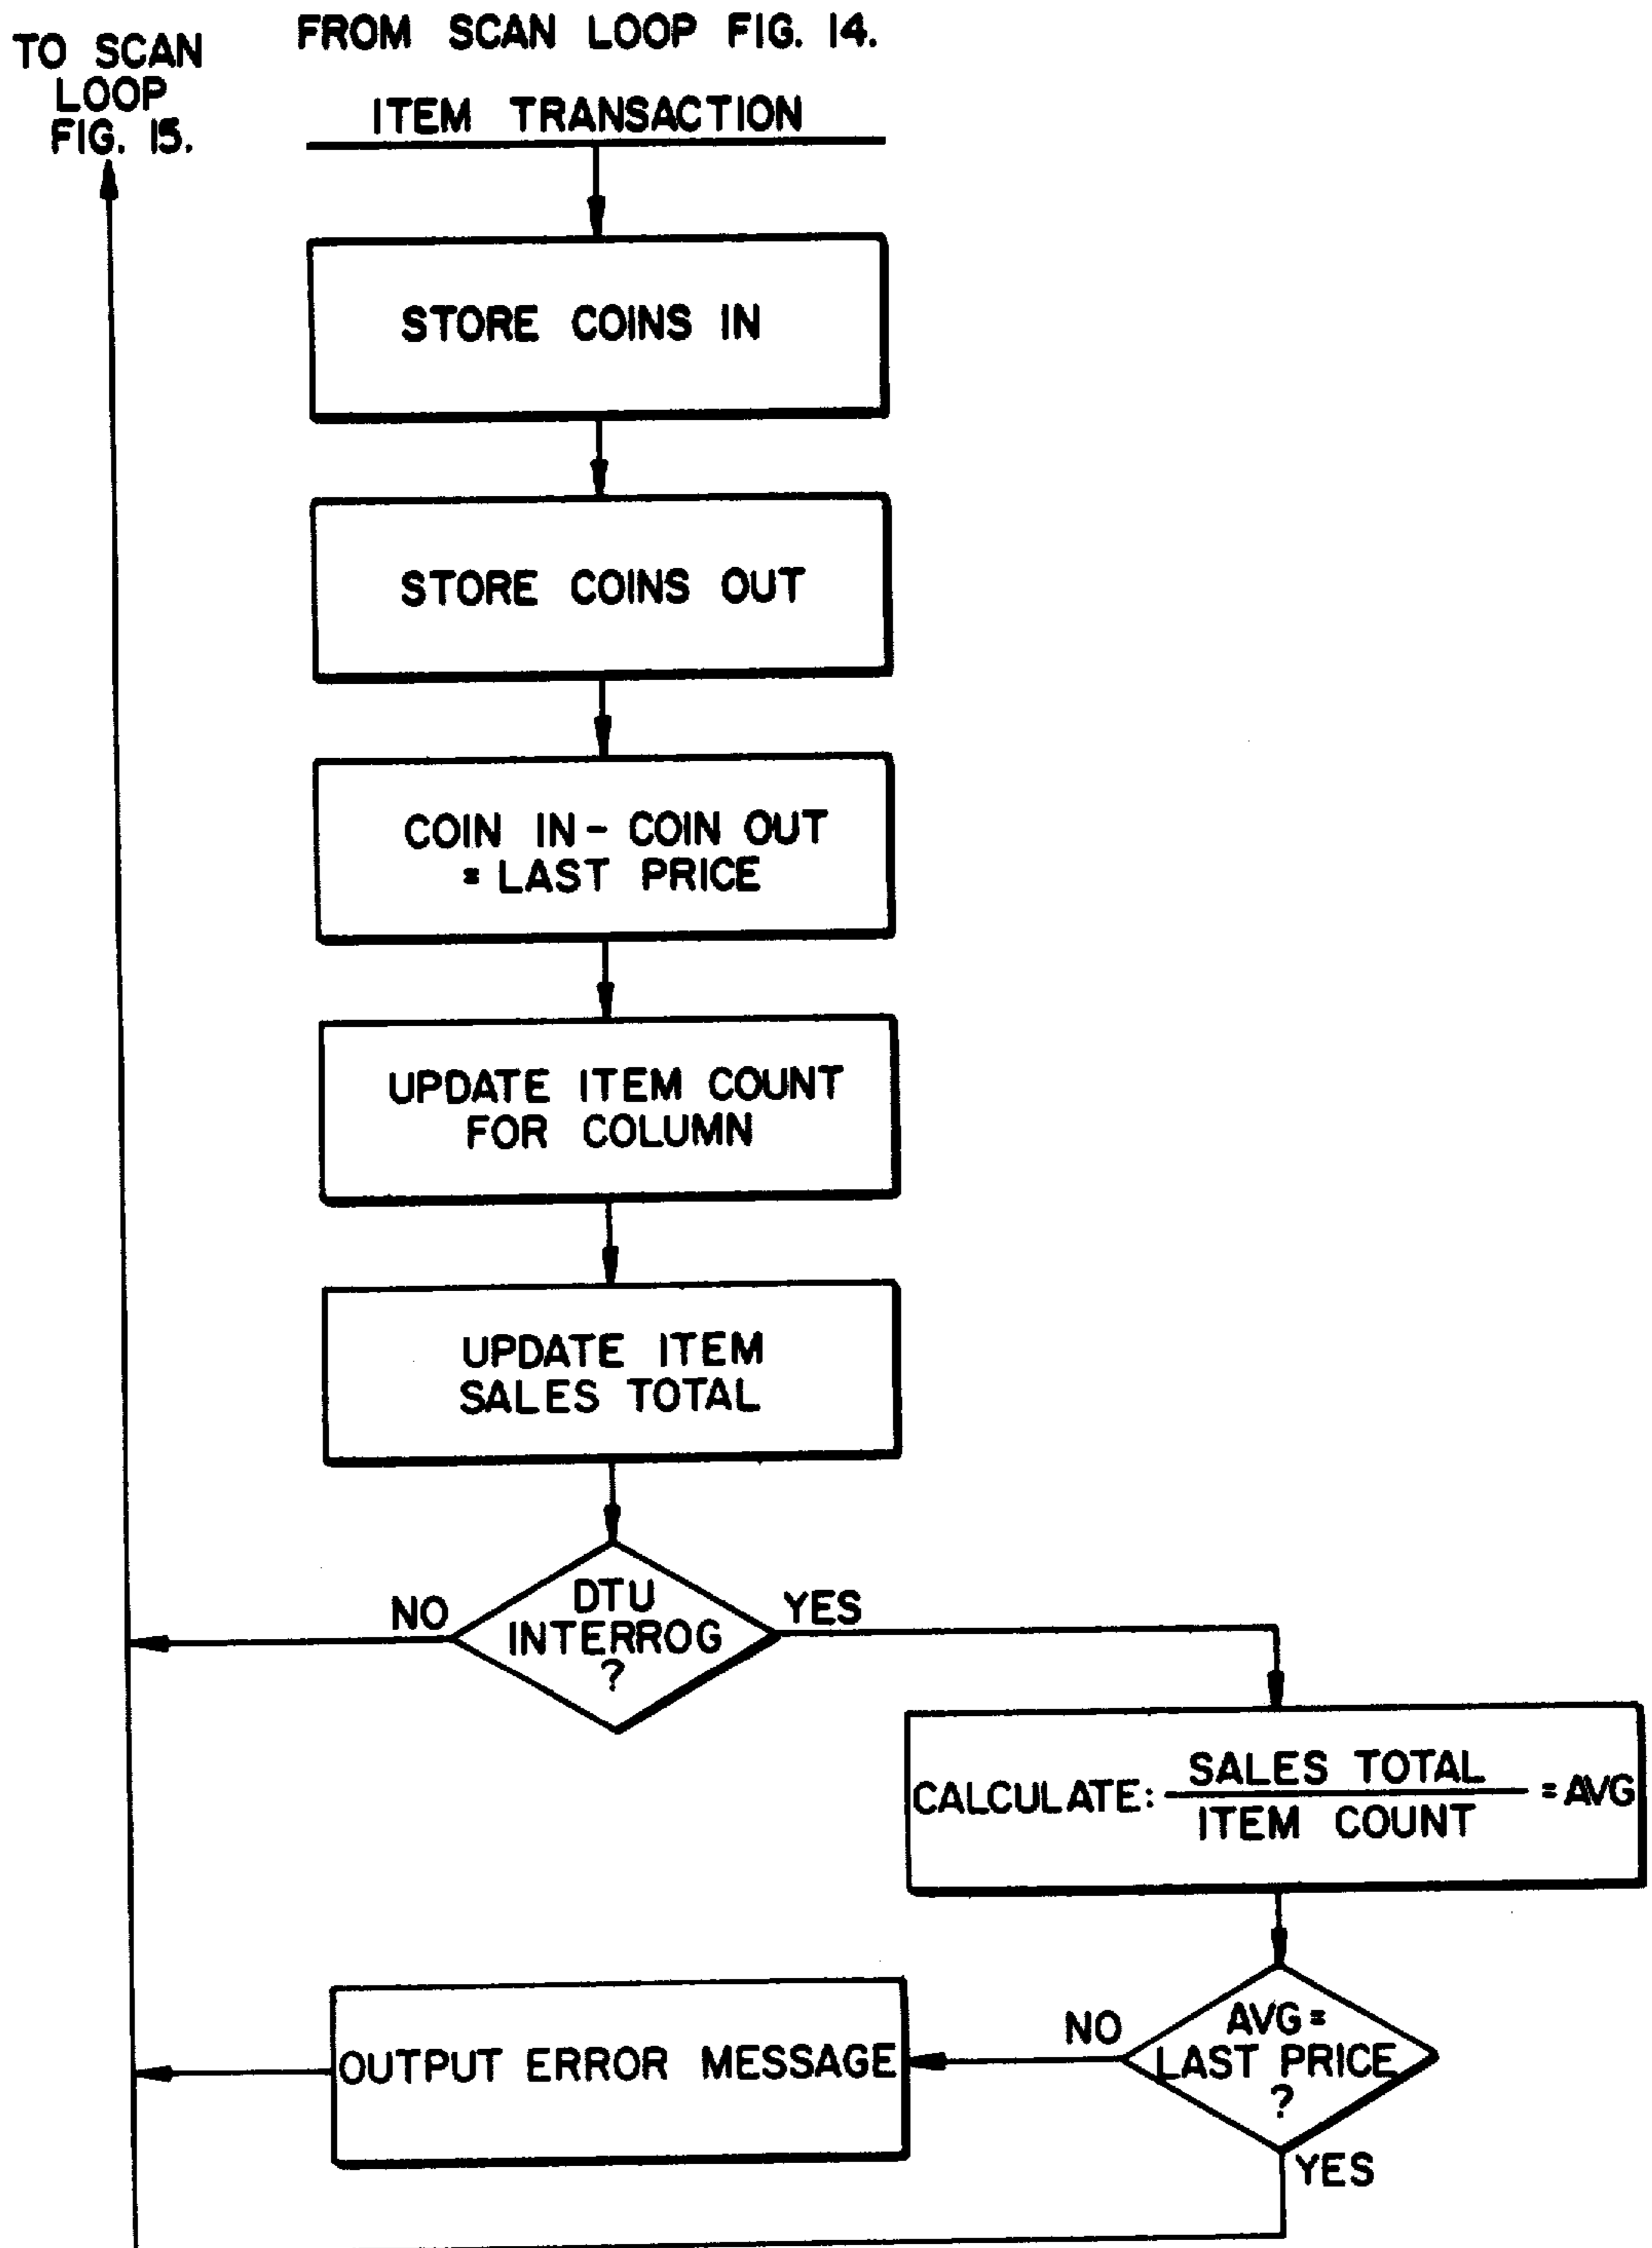 TO SCAN
LOOP
FIG. 15.
FROM SCAN LOOP FIG. 14.
ITEM TRANSACTION
STORE COINS IN
STORE COINS OUT
COIN IN - COIN OUT
= LAST PRICE
UPDATE ITEM COUNT
FOR COLUMN
UPDATE ITEM
SALES TOTAL
DTU
INTERROG
?
NO
YES
CALCULATE: SALES TOTAL / ITEM COUNT = AVG
AVG =
LAST PRICE
?
NO
YES
OUTPUT ERROR MESSAGE